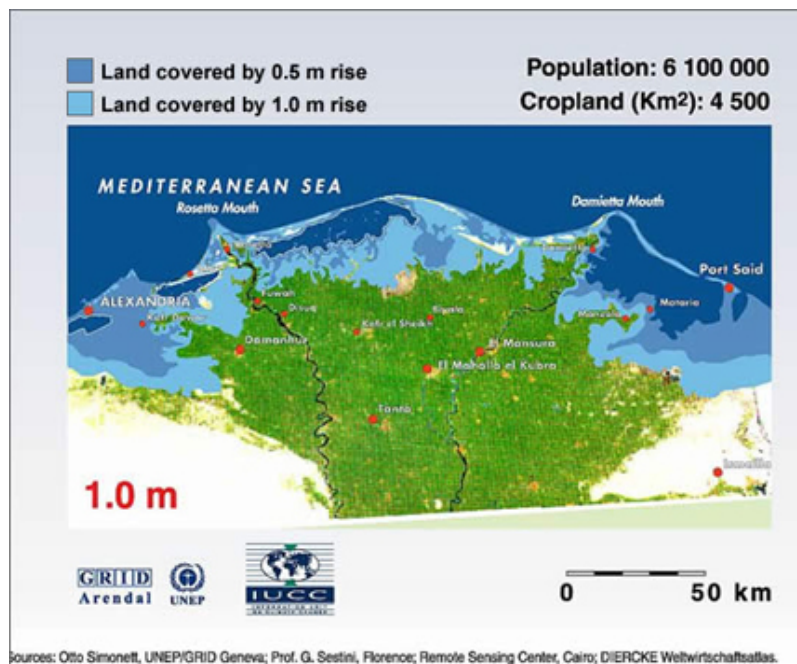 Land covered by 0.5 m rise
Land covered by 1.0 m rise
Population: 6 100 000
Cropland (Km²): 4 500
MEDITERRANEAN SEA
Rosetta Mouth
Damietta Mouth
Port Said
ALEXANDRIA
Fuwah
Mataria
Kafr el Sheikh
Damanhur
El Mansura
El Mahalla el Kubra
Tanta
1.0 m
GRID
Arendal
UNEP
IUCC
0 50 km
Sources: Otto Simonett, UNEP/GRID Geneva; Prof. G. Sestini, Florence; Remote Sensing Center, Cairo; DIERCKE Weltwirtschaftsatlas.